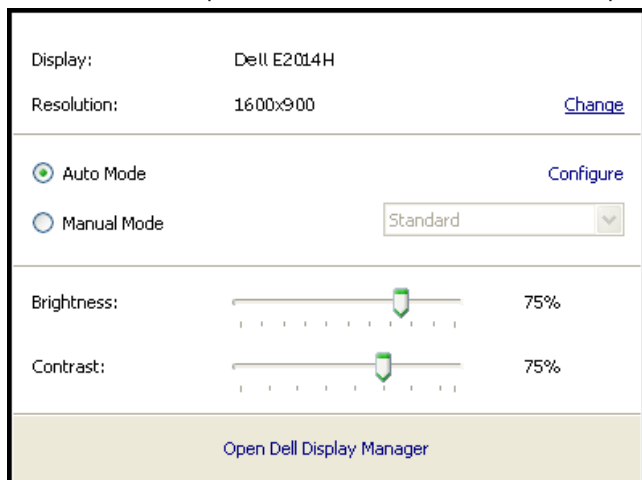 Display: Dell E2014H
Resolution: 1600x900 Change
Auto Mode Configure
Manual Mode Standard
Brightness: 75%
Contrast: 75%
Open Dell Display Manager